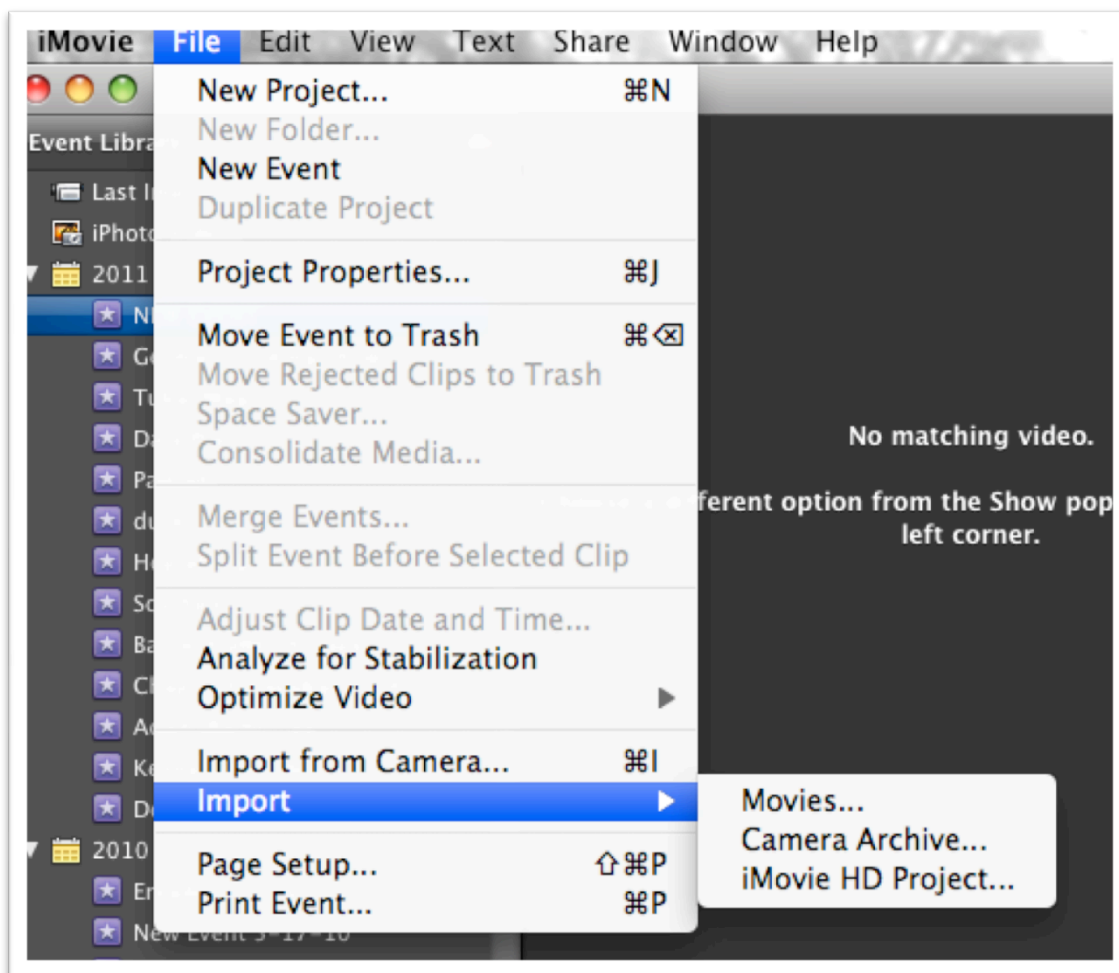 iMovie File Edit View Text Share Window Help
New Project... ⌘N
New Folder...
New Event
Duplicate Project
Project Properties... ⌘J
Move Event to Trash ⌘⌫
Move Rejected Clips to Trash
Space Saver...
Consolidate Media...
Merge Events...
Split Event Before Selected Clip
Adjust Clip Date and Time...
Analyze for Stabilization
Optimize Video ▶
Import from Camera... ⌘I
Import ▶
Page Setup... ⇧⌘P
Print Event... ⌘P
Movies...
Camera Archive...
iMovie HD Project...
Event
Last
2011
2010
New Event 3-17-10
No matching video.
option from the Show pop
left corner.